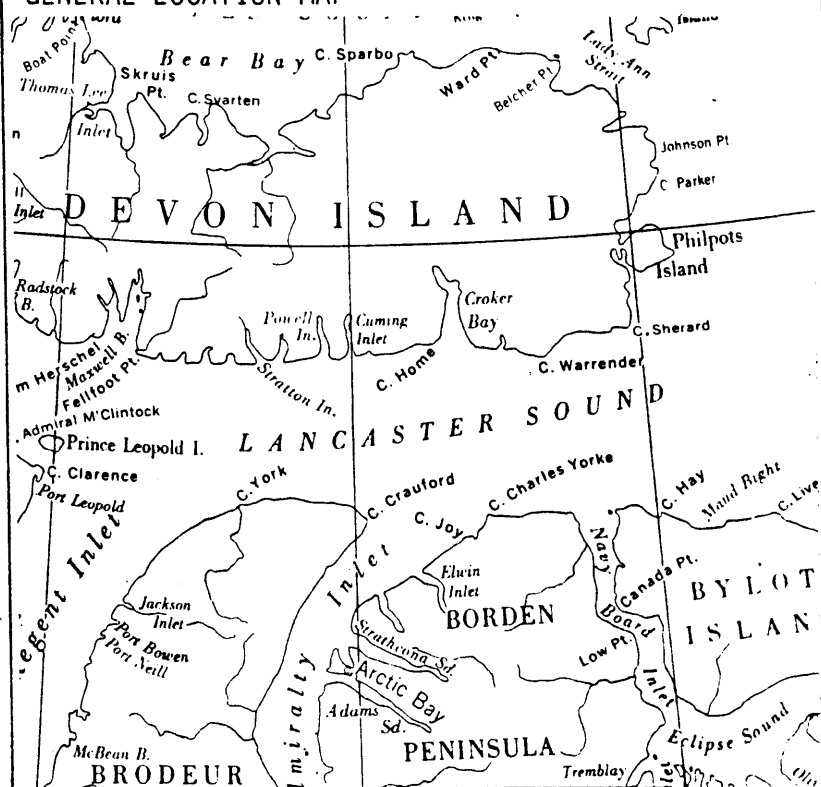 GENERAL LOCATION MAP
Boat Point
Bear Bay
C. Sparbo
Ward Pt.
Belcher Pt.
Lady Ann
Strait
Skruis
Pt.
Thomas Lee
Inlet
C. Svarten
n
Johnson Pt.
C Parker
Inlet
DEVON ISLAND
Philpots
Island
Radstock
B.
Maxwell B.
Powell
In.
Cuming
Inlet
Croker
Bay
C. Sherard
m Herschel
Fellfoot Pt.
Stratton In.
C. Home
C. Warrender
Admiral M'Clintock
Prince Leopold I.
LANCASTER SOUND
C. Clarence
Port Leopold
C. York
C. Crauford
C. Joy
C. Charles Yorke
C. Hay
Maud Bight
C. Live
egent Inlet
Admiralty Inlet
Elwin
Inlet
Navy Board Inlet
Canada Pt.
BYLOT
ISLAN
Jackson
Inlet
Port Bowen
Port Neill
BORDEN
Strathcona Sd.
Low Pt.
Arctic Bay
Adams
Sd.
Eclipse Sound
McBean B.
BRODEUR
PENINSULA
Tremblay